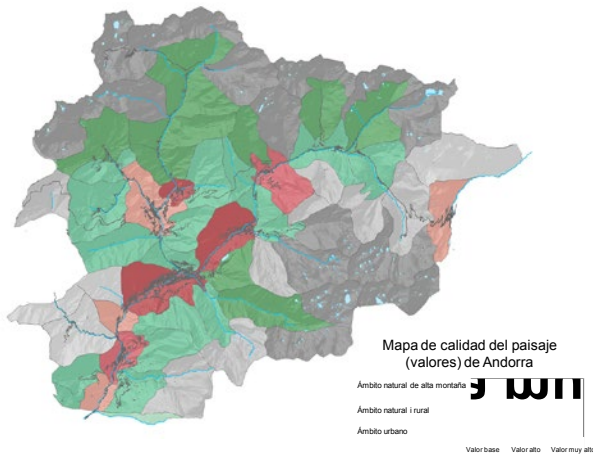 Mapa de calidad del paisaje
(valores) de Andorra
Ámbito natural de alta montaña
Ámbito natural i rural
Ámbito urbano
Valor base Valor alto Valor muy alto